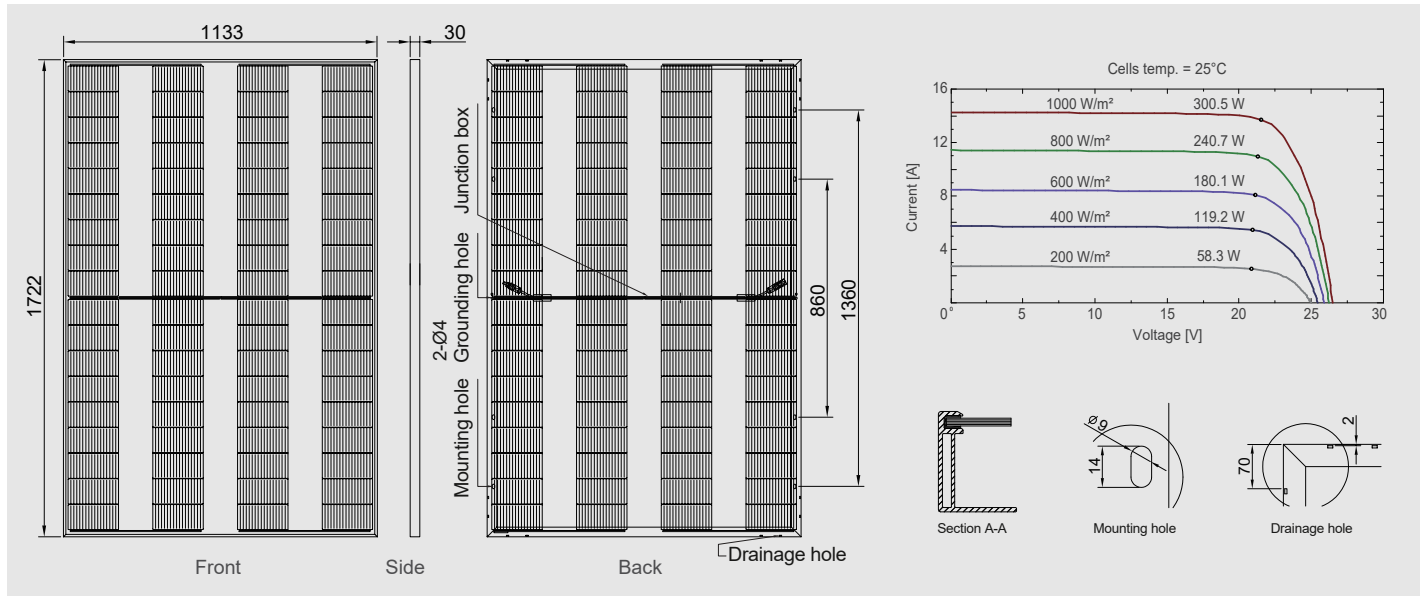 1133
30
1722
Junction box
2-Ø4
Grounding hole
Mounting hole
860
1360
Drainage hole
Front
Side
Back
Cells temp. = 25°C
16
12
8
4
Current [A]
1000 W/m² 300.5 W
800 W/m² 240.7 W
600 W/m² 180.1 W
400 W/m² 119.2 W
200 W/m² 58.3 W
0° 5 10 15 20 25 30
Voltage [V]
Ø9
14
2
70
Section A-A
Mounting hole
Drainage hole